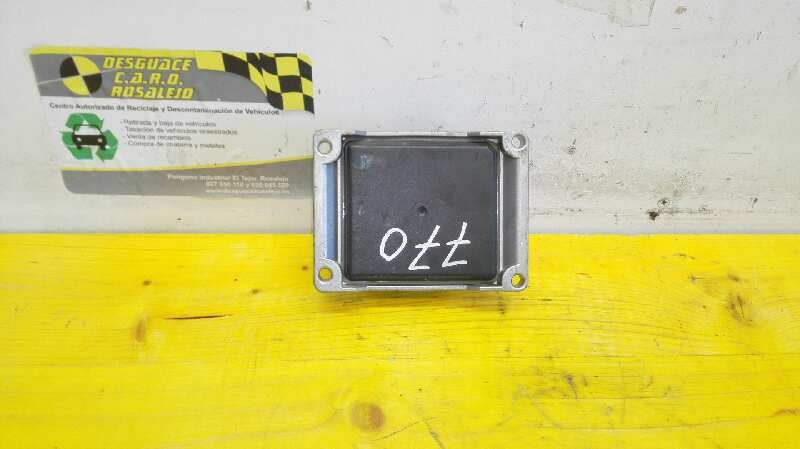 DESGUACE
C.A.R.O.
ROSALEJO
Centro Autorizado de Reciclaje y Descontaminación de Vehículos
- Retirada y baja de vehículos
- Tasación de vehículos siniestrados
- Venta de recambios
- Compra de chatarra y metales
Polígono Industrial El Tejar, Rosalejo
077